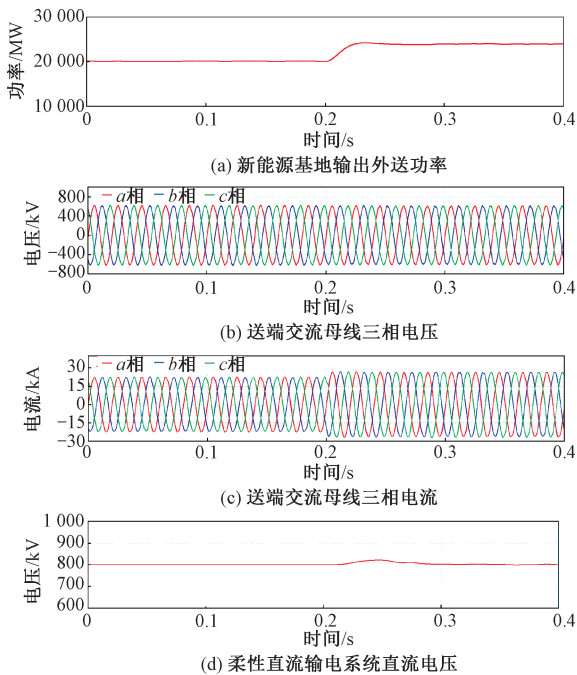 30 000
20 000
10 000
功率/MW
0 0.1 0.2 0.3 0.4
时间/s
(a) 新能源基地输出外送功率
800
400
0
−400
−800
电压/kV
a相 b相 c相
0 0.1 0.2 0.3 0.4
时间/s
(b) 送端交流母线三相电压
30
15
0
−15
−30
电流/kA
a相 b相 c相
0 0.1 0.2 0.3 0.4
时间/s
(c) 送端交流母线三相电流
1 000
900
800
700
600
电压/kV
0 0.1 0.2 0.3 0.4
时间/s
(d) 柔性直流输电系统直流电压